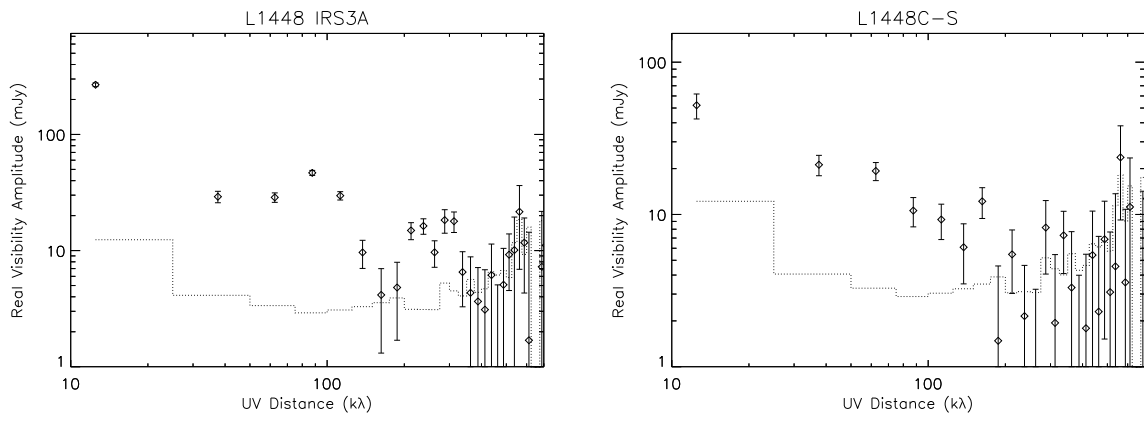 L1448 IRS3A
Real Visibility Amplitude (mJy)
100
10
1
10
100
UV Distance (kλ)
L1448C-S
Real Visibility Amplitude (mJy)
100
10
1
10
100
UV Distance (kλ)